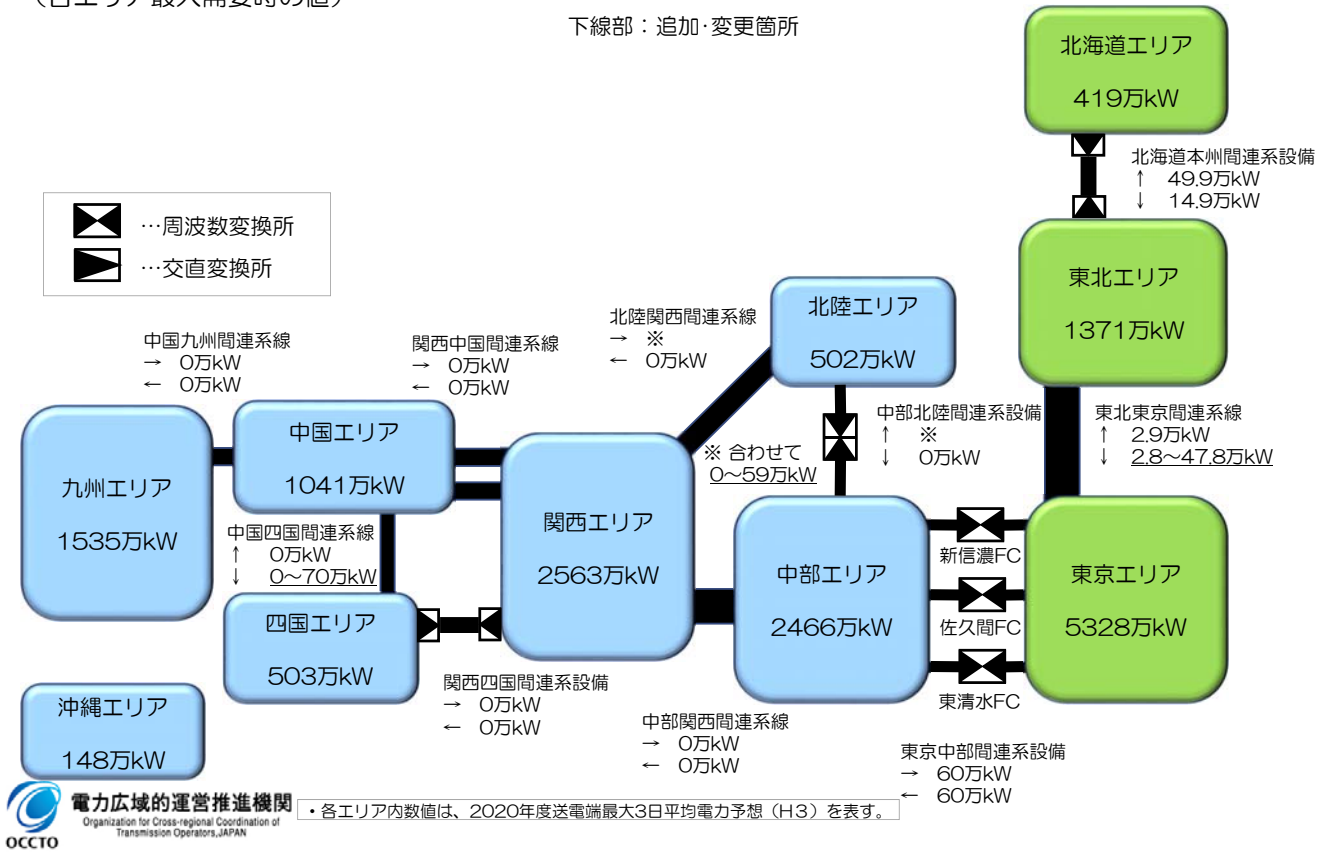 （各エリア最大需要時の値）
下線部：追加・変更箇所
北海道エリア
419万kW
北海道本州間連系設備
↑ 49.9万kW
↓ 14.9万kW
…周波数変換所
…交直変換所
東北エリア
1371万kW
北陸エリア
502万kW
北陸関西間連系線
→ ※
← 0万kW
中国九州間連系線
→ 0万kW
← 0万kW
関西中国間連系線
→ 0万kW
← 0万kW
中部北陸間連系設備
↑ ※
↓ 0万kW
東北東京間連系線
↑ 2.9万kW
↓ 2.8～47.8万kW
※ 合わせて
0～59万kW
九州エリア
1535万kW
中国エリア
1041万kW
関西エリア
2563万kW
中国四国間連系線
↑ 0万kW
↓ 0～70万kW
四国エリア
503万kW
中部エリア
2466万kW
新信濃FC
佐久間FC
東清水FC
東京エリア
5328万kW
関西四国間連系設備
→ 0万kW
← 0万kW
中部関西間連系線
→ 0万kW
← 0万kW
東京中部間連系設備
→ 60万kW
← 60万kW
沖縄エリア
148万kW
OCCTO
電力広域的運営推進機関
Organization for Cross-regional Coordination of
Transmission Operators,JAPAN
・各エリア内数値は、2020年度送電端最大3日平均電力予想（H3）を表す。